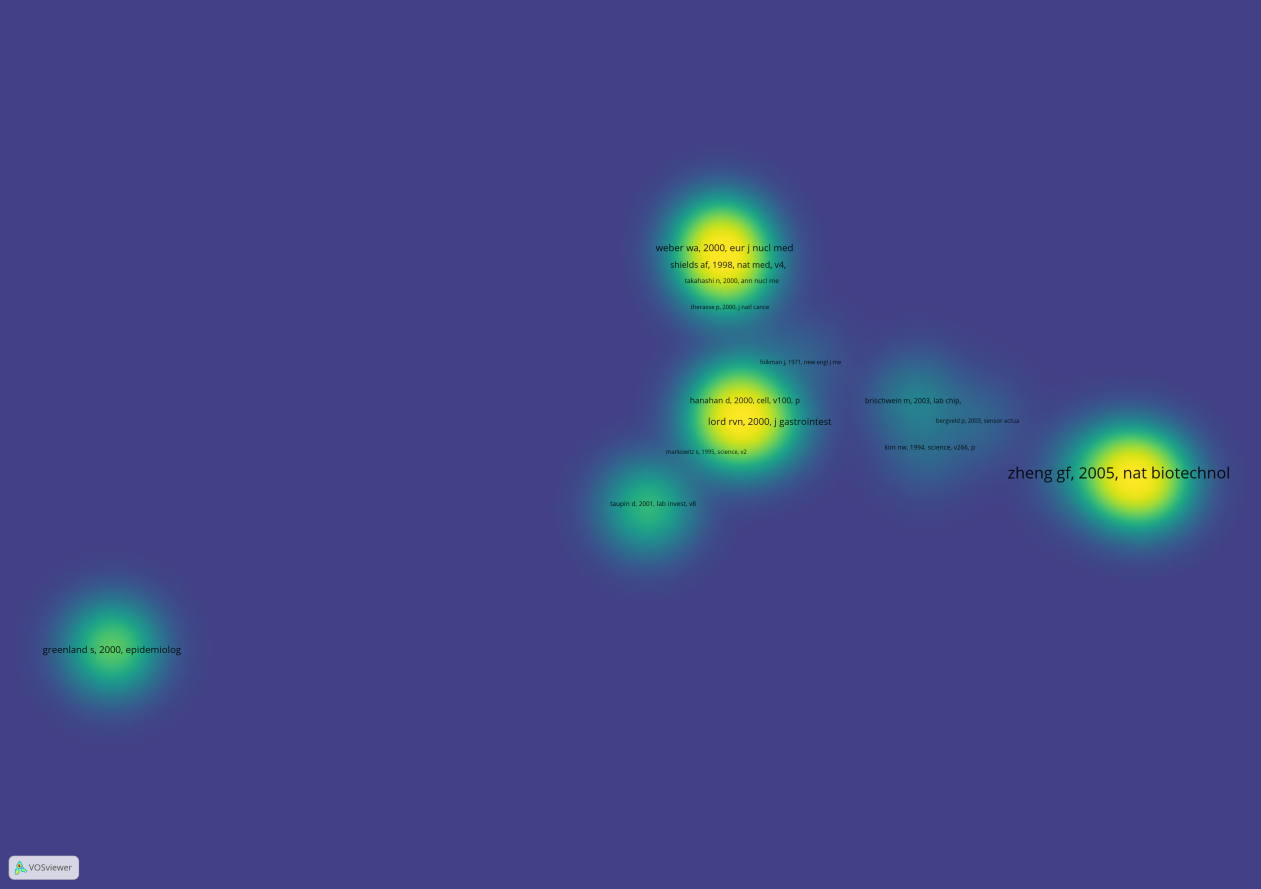 weber wa, 2000, eur j nucl med
shields af, 1998, nat med, v4,
takahashi n, 2000, ann nucl me
therasse p, 2000, j natl cance
folkman j, 1971, new engl j me
hanahan d, 2000, cell, v100, p
brischwein m, 2003, lab chip,
lord rvn, 2000, j gastrointest
bergveld p, 2003, sensor actua
kim nw, 1994, science, v266, p
markowitz s, 1995, science, v2
zheng gf, 2005, nat biotechnol
taupin d, 2001, lab invest, v8
greenland s, 2000, epidemiolog
VOSviewer